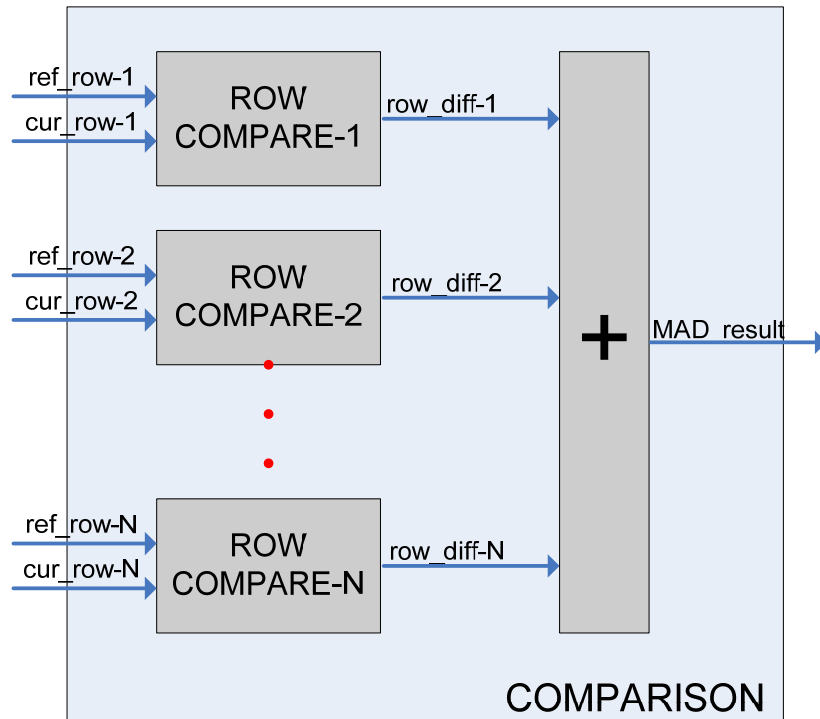 ref_row-1
cur_row-1
ROW
COMPARE-1
row_diff-1
ref_row-2
cur_row-2
ROW
COMPARE-2
row_diff-2
+
MAD_result
ref_row-N
cur_row-N
ROW
COMPARE-N
row_diff-N
COMPARISON